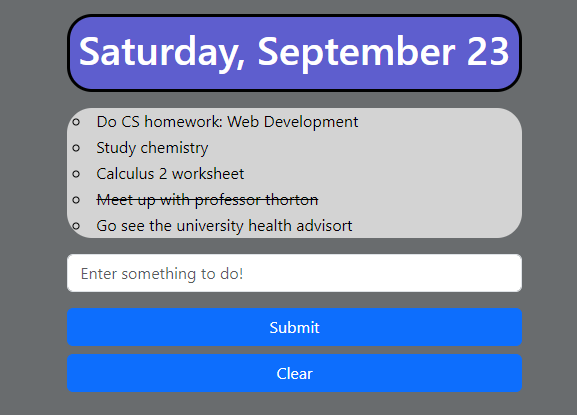 Saturday, September 23
Do CS homework: Web Development
Study chemistry
Calculus 2 worksheet
Meet up with professor thorton
Go see the university health advisort
Enter something to do!
Submit
Clear